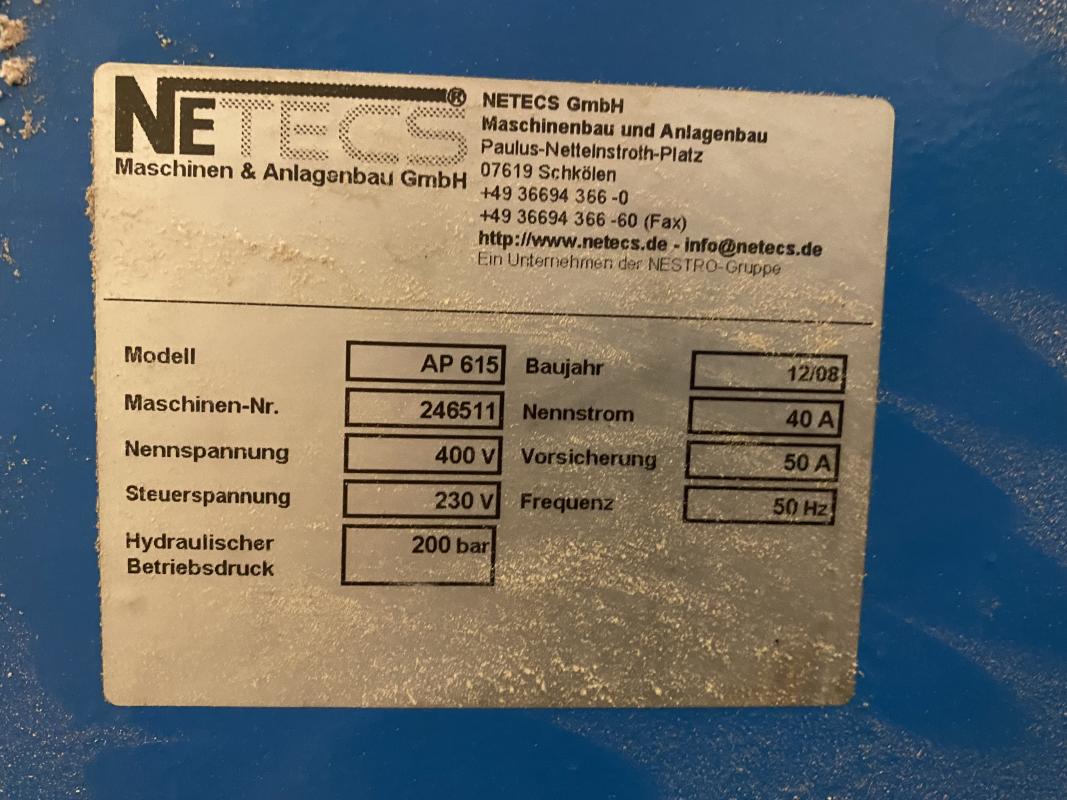 NETECS®
Maschinen & Anlagenbau GmbH
NETECS GmbH
Maschinenbau und Anlagenbau
Paulus-Nettelnstroth-Platz
07619 Schkölen
+49 36694 366 -0
+49 36694 366 -60 (Fax)
http://www.netecs.de - info@netecs.de
Ein Unternehmen der NESTRO-Gruppe
Modell AP 615 Baujahr 12/08
Maschinen-Nr. 246511 Nennstrom 40 A
Nennspannung 400 V Vorsicherung 50 A
Steuerspannung 230 V Frequenz 50 Hz
Hydraulischer 200 bar
Betriebsdruck